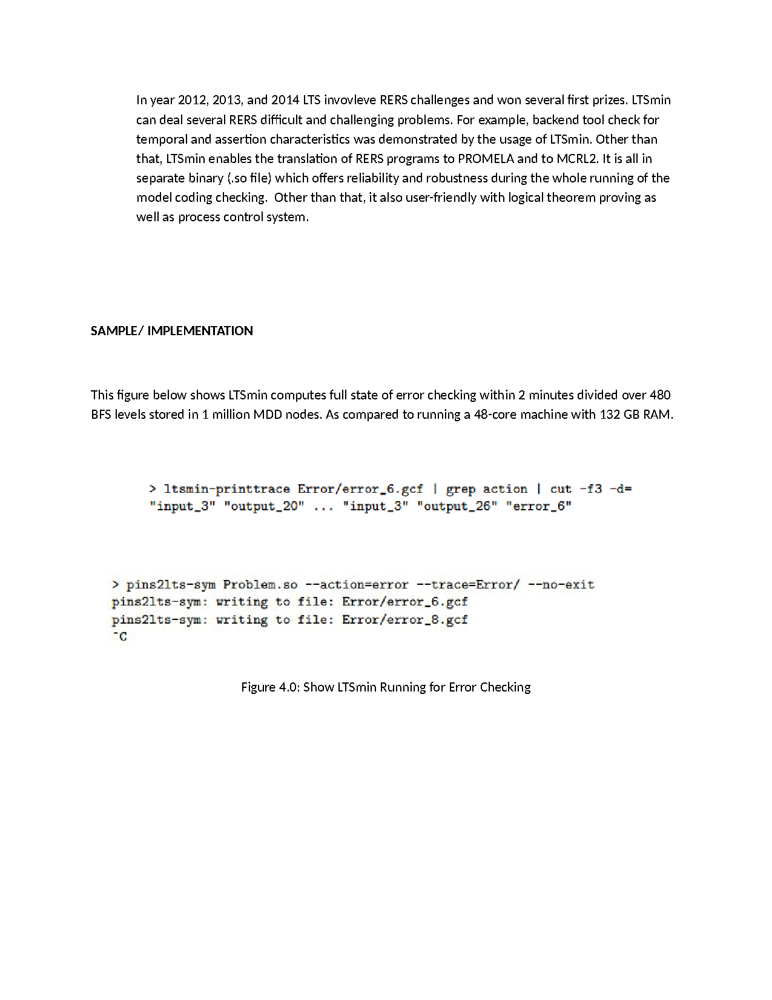 In year 2012, 2013, and 2014 LTS invovleve RERS challenges and won several first prizes. LTSmin
can deal several RERS difficult and challenging problems. For example, backend tool check for
temporal and assertion characteristics was demonstrated by the usage of LTSmin. Other than
that, LTSmin enables the translation of RERS programs to PROMELA and to MCRL2. It is all in
separate binary (.so file) which offers reliability and robustness during the whole running of the
model coding checking.  Other than that, it also user-friendly with logical theorem proving as
well as process control system.
SAMPLE/ IMPLEMENTATION
This figure below shows LTSmin computes full state of error checking within 2 minutes divided over 480
BFS levels stored in 1 million MDD nodes. As compared to running a 48-core machine with 132 GB RAM.
> ltsmin-printtrace Error/error_6.gcf | grep action | cut -f3 -d=
"input_3" "output_20" ... "input_3" "output_26" "error_6"
> pins2lts-sym Problem.so --action=error --trace=Error/ --no-exit
pins2lts-sym: writing to file: Error/error_6.gcf
pins2lts-sym: writing to file: Error/error_8.gcf
^C
Figure 4.0: Show LTSmin Running for Error Checking